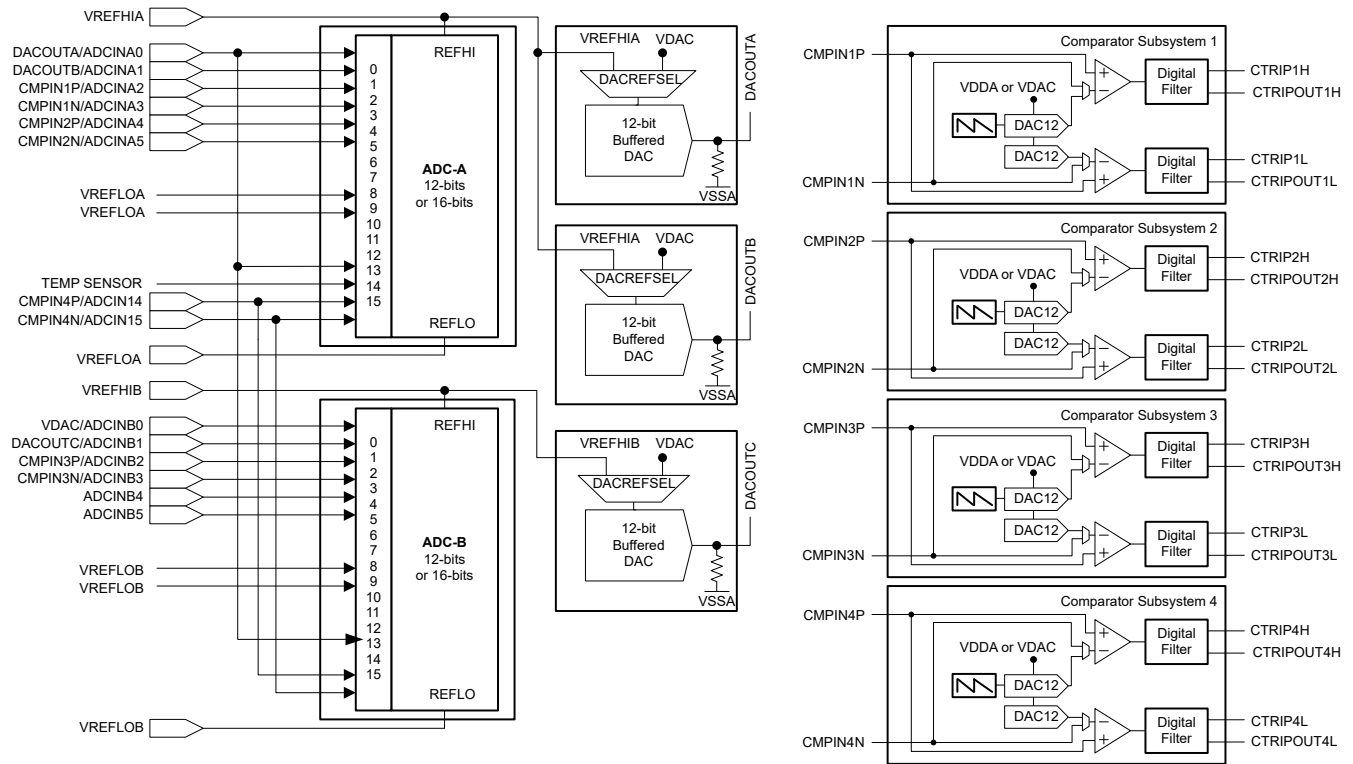 VREFHIA
DACOUTA/ADCINA0
DACOUTB/ADCINA1
CMPIN1P/ADCINA2
CMPIN1N/ADCINA3
CMPIN2P/ADCINA4
CMPIN2N/ADCINA5
VREFLOA
VREFLOA
TEMP SENSOR
CMPIN4P/ADCIN14
CMPIN4N/ADCIN15
VREFLOA
REFHI
0
1
2
3
4
5
6
7
8
9
10
11
12
13
14
15
ADC-A
12-bits
or 16-bits
REFLO
VREFHIB
VDAC/ADCINB0
DACOUTC/ADCINB1
CMPIN3P/ADCINB2
CMPIN3N/ADCINB3
ADCINB4
ADCINB5
VREFLOB
VREFLOB
VREFLOB
REFHI
0
1
2
3
4
5
6
7
8
9
10
11
12
13
14
15
ADC-B
12-bits
or 16-bits
REFLO
VREFHIA VDAC
DACREFSEL
12-bit
Buffered
DAC
VSSA
DACOUTA
VREFHIA VDAC
DACREFSEL
12-bit
Buffered
DAC
VSSA
DACOUTB
VREFHIB VDAC
DACREFSEL
12-bit
Buffered
DAC
VSSA
DACOUTC
Comparator Subsystem 1
CMPIN1P
VDDA or VDAC
DAC12
DAC12
CMPIN1N
+
−
−
+
Digital
Filter
Digital
Filter
CTRIP1H
CTRIPOUT1H
CTRIP1L
CTRIPOUT1L
Comparator Subsystem 2
CMPIN2P
VDDA or VDAC
DAC12
DAC12
CMPIN2N
+
−
−
+
Digital
Filter
Digital
Filter
CTRIP2H
CTRIPOUT2H
CTRIP2L
CTRIPOUT2L
Comparator Subsystem 3
CMPIN3P
VDDA or VDAC
DAC12
DAC12
CMPIN3N
+
−
−
+
Digital
Filter
Digital
Filter
CTRIP3H
CTRIPOUT3H
CTRIP3L
CTRIPOUT3L
Comparator Subsystem 4
CMPIN4P
VDDA or VDAC
DAC12
DAC12
CMPIN4N
+
−
−
+
Digital
Filter
Digital
Filter
CTRIP4H
CTRIPOUT4H
CTRIP4L
CTRIPOUT4L